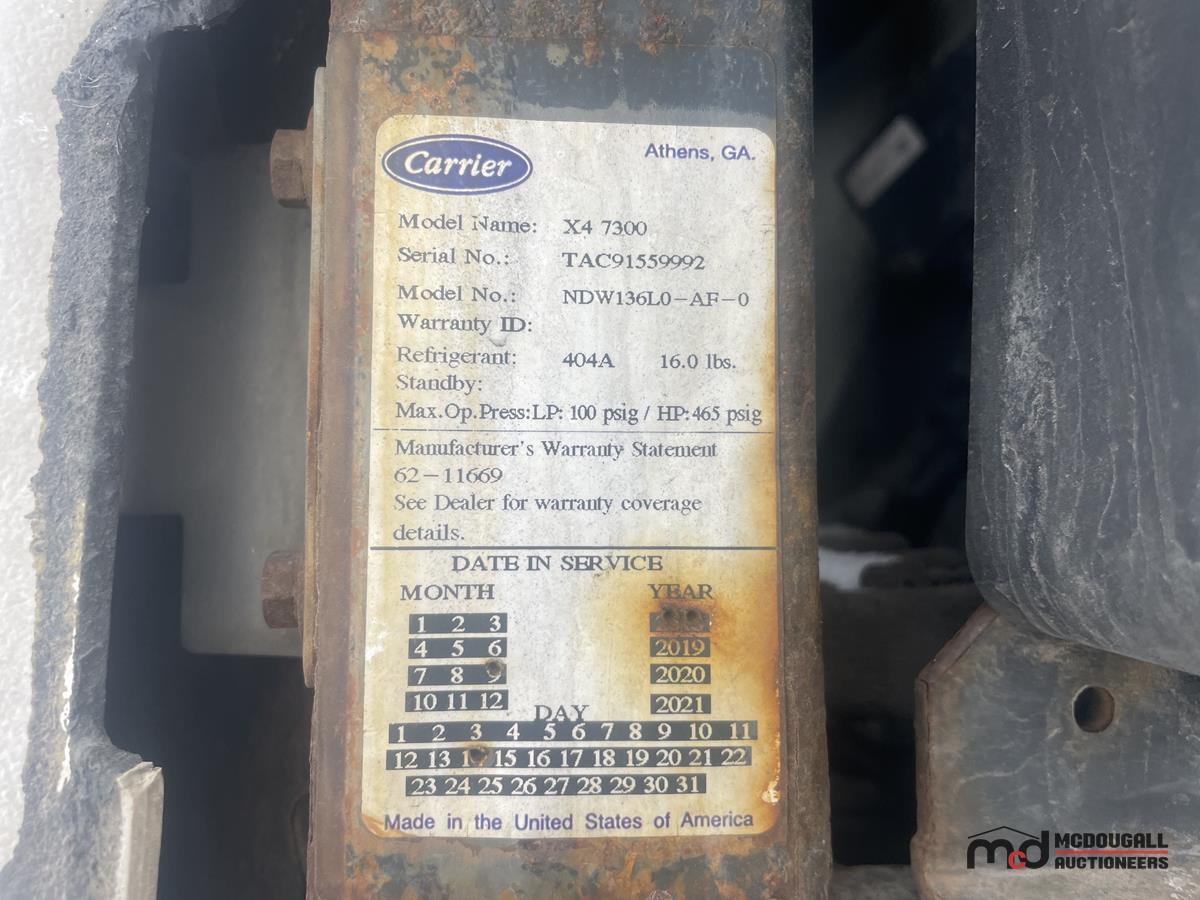 Carrier
Athens, GA.
Model Name: X4 7300
Serial No.: TAC91559992
Model No.: NDW136L0-AF-0
Warranty ID:
Refrigerant: 404A 16.0 lbs.
Standby:
Max.Op.Press:LP: 100 psig / HP:465 psig
Manufacturer's Warranty Statement
62-11669
See Dealer for warranty coverage
details.
DATE IN SERVICE
MONTH YEAR
1 2 3
4 5 6 2019
7 8 9 2020
10 11 12 2021
DAY
1 2 3 4 5 6 7 8 9 10 11
12 13 15 16 17 18 19 20 21 22
23 24 25 26 27 28 29 30 31
Made in the United States of America
mcd MCDOUGALL
AUCTIONEERS